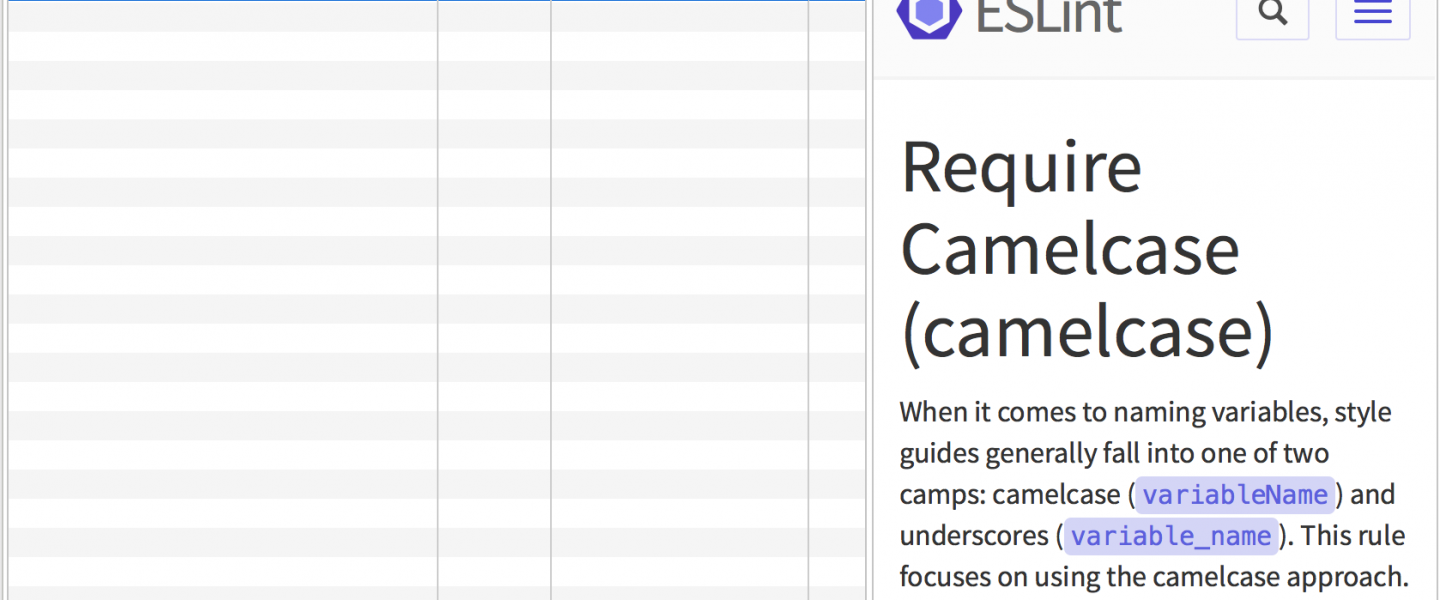 ESLint
Require
Camelcase
(camelcase)
When it comes to naming variables, style
guides generally fall into one of two
camps: camelcase (variableName) and
underscores (variable_name). This rule
focuses on using the camelcase approach.